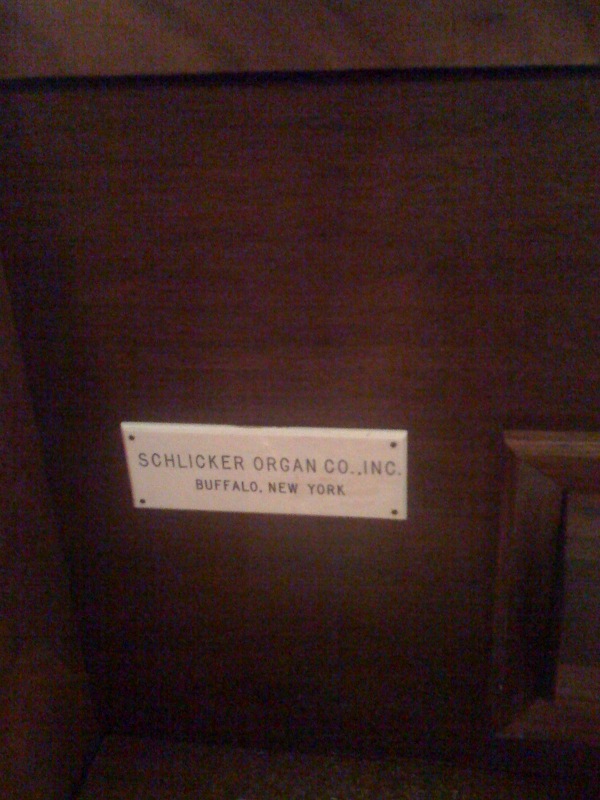 SCHLICKER ORGAN CO., INC.
BUFFALO, NEW YORK